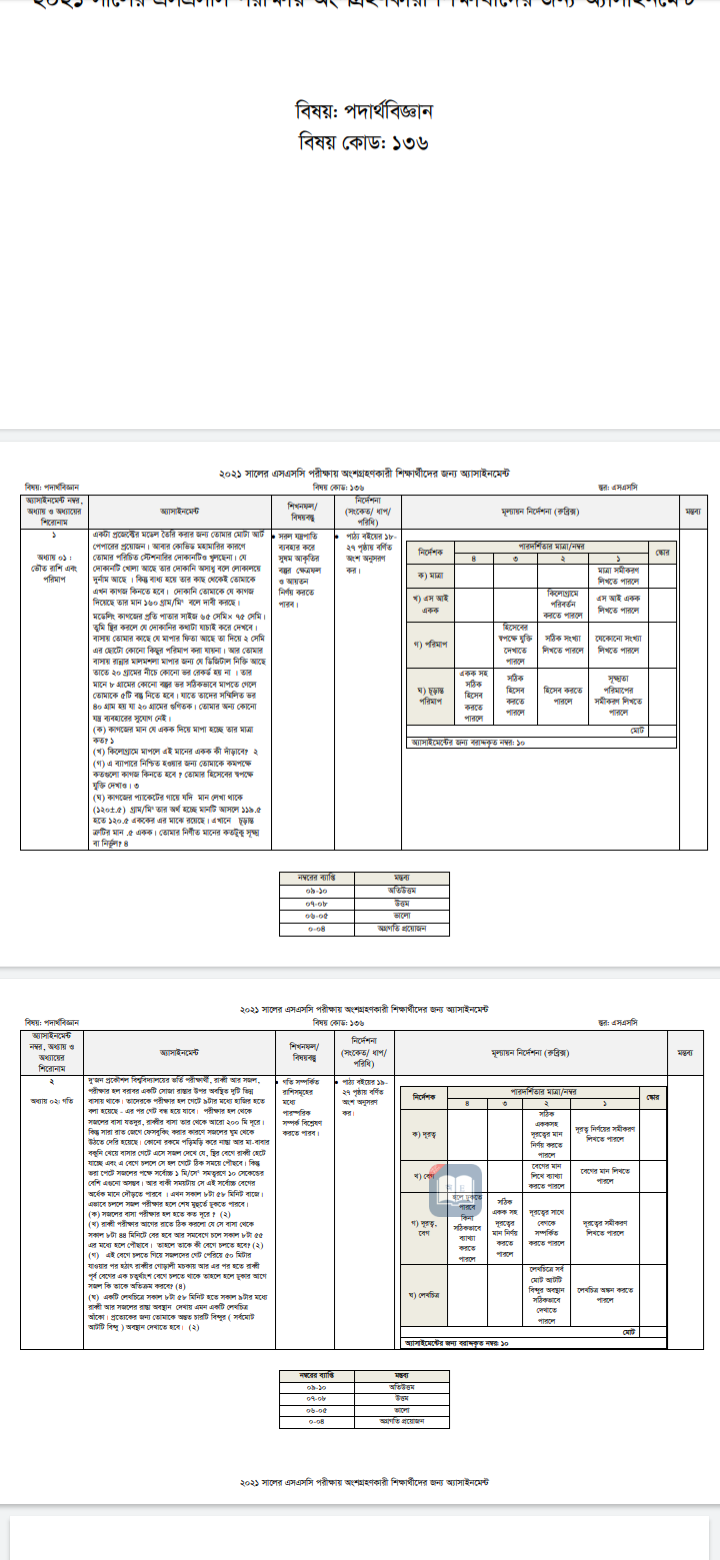 ২০২১ সালের এসএসসি পরীক্ষায় অংশগ্রহণকারী শিক্ষার্থীদের জন্য অ্যাসাইনমেন্ট
বিষয়: পদার্থবিজ্ঞান
বিষয় কোড: ১৩৬
২০২১ সালের এসএসসি পরীক্ষায় অংশগ্রহণকারী শিক্ষার্থীদের জন্য অ্যাসাইনমেন্ট
বিষয়: পদার্থবিজ্ঞান
বিষয় কোড: ১৩৬
স্তর: এসএসসি
অ্যাসাইনমেন্ট নম্বর,
অধ্যায় ও অধ্যায়ের
শিরোনাম
অ্যাসাইনমেন্ট
শিখনফল/
বিষয়বস্তু
নির্দেশনা
(সংকেত/ ধাপ/
পরিধি)
মূল্যায়ন নির্দেশনা (রুব্রিক্স)
মন্তব্য
১
অধ্যায় ০১ :
ভৌত রাশি এবং
পরিমাপ
একটা প্রজেক্টের মডেল তৈরি করার জন্য তোমার মোটা আর্ট
পেপারের প্রয়োজন। আবার কোভিড মহামারির কারণে
তোমার পরিচিত স্টেশনারির দোকানটিও খুলছেনা। যে
দোকানটি খোলা আছে তার দোকানি অসাধু বলে লোকালয়ে
দুর্নাম আছে । কিন্তু বাধ্য হয়ে তার কাছ থেকেই তোমাকে
এখন কাগজ কিনতে হবে। দোকানি তোমাকে যে কাগজ
দিয়েছে তার মান ১৬০ গ্রাম/মি² বলে দাবী করছে।
মডেলিং কাগজের প্রতি পাতার সাইজ ৬৫ সেমি× ৭৫ সেমি।
তুমি স্থির করলে যে দোকানির কথাটা যাচাই করে দেখবে।
বাসায় তোমার কাছে যে মাপার ফিতা আছে তা দিয়ে ২ সেমি
এর ছোটো কোনো কিছুর পরিমাপ করা যায়না। আর তোমার
বাসায় রান্নার মালমশলা মাপার জন্য যে ডিজিটাল নিক্তি আছে
তাতে ২০ গ্রামের নীচে কোনো ভর রেকর্ড হয় না । তার
মানে ৮ গ্রামের কোনো বস্তুর ভর সঠিকভাবে মাপতে গেলে
তোমাকে ৫টি বস্তু নিতে হবে। যাতে তাদের সম্মিলিত ভর
৪০ গ্রাম হয় যা ২০ গ্রামের গুণিতক। তোমার অন্য কোনো
যন্ত্র ব্যবহারের সুযোগ নেই।
(ক) কাগজের মান যে একক দিয়ে মাপা হচ্ছে তার মাত্রা
কত? ১
(খ) কিলোগ্রামে মাপলে এই মানের একক কী দাঁড়াবে? ২
(গ) এ ব্যাপারে নিশ্চিত হওয়ার জন্য তোমাকে কমপক্ষে
কতগুলো কাগজ কিনতে হবে ? তোমার হিসেবের স্বপক্ষে
যুক্তি দেখাও। ৩
(ঘ) কাগজের প্যাকেটের গায়ে যদি মান লেখা থাকে
(১২০±.৫) গ্রাম/মি² তার অর্থ হচ্ছে মানটি আসলে ১১৯.৫
হতে ১২০.৫ এককের এর মাঝে রয়েছে। এখানে চূড়ান্ত
ত্রুটির মান .৫ একক। তোমার নির্ণীত মানের কতটুকু সূক্ষ্ম
বা নির্ভুল? ৪
• সরল যন্ত্রপাতি
ব্যবহার করে
সুষম আকৃতির
বস্তুর ক্ষেত্রফল
ও আয়তন
নির্ণয় করতে
পারব।
• পাঠ্য বইয়ের ১৮-
২৭ পৃষ্ঠায় বর্ণিত
অংশ অনুসরণ
কর।
নির্দেশক
পারদর্শিতার মাত্রা/নম্বর
স্কোর
৪ ৩ ২ ১
ক) মাত্রা
মাত্রা সমীকরণ
লিখতে পারলে
খ) এস আই
একক
কিলোগ্রামে
পরিবর্তন
করতে পারলে
এস আই একক
লিখতে পারলে
গ) পরিমাপ
হিসেবের
স্বপক্ষে যুক্তি
দেখাতে
পারলে
সঠিক সংখ্যা
লিখতে পারলে
যেকোনো সংখ্যা
লিখতে পারলে
ঘ) চূড়ান্ত
পরিমাপ
একক সহ
সঠিক
হিসেব
করতে
পারলে
সঠিক
হিসেব
করতে
পারলে
হিসেব করতে
পারলে
সূক্ষ্মতা
পরিমাপের
সমীকরণ লিখতে
পারলে
মোট
অ্যাসাইমেন্টের জন্য বরাদ্দকৃত নম্বর: ১০
নম্বরের ব্যাপ্তি মন্তব্য
০৯-১০ অতিউত্তম
০৭-০৮ উত্তম
০৬-০৫ ভালো
০-০৪ অগ্রগতি প্রয়োজন
২০২১ সালের এসএসসি পরীক্ষায় অংশগ্রহণকারী শিক্ষার্থীদের জন্য অ্যাসাইনমেন্ট
বিষয়: পদার্থবিজ্ঞান
বিষয় কোড: ১৩৬
স্তর: এসএসসি
অ্যাসাইনমেন্ট
নম্বর, অধ্যায় ও
অধ্যায়ের
শিরোনাম
অ্যাসাইনমেন্ট
শিখনফল/
বিষয়বস্তু
নির্দেশনা
(সংকেত/ ধাপ/
পরিধি)
মূল্যায়ন নির্দেশনা (রুব্রিক্স)
মন্তব্য
২
অধ্যায় ০২: গতি
দু'জন প্রকৌশল বিশ্ববিদ্যালয়ের ভর্তি পরীক্ষার্থী, রাব্বী আর সজল,
পরীক্ষার হল বরাবর একটি সোজা রাস্তার উপর অবস্থিত দুটি ভিন্ন
বাসায় থাকে। তাদেরকে পরীক্ষার হল গেটে ৯টার মধ্যে হাজির হতে
বলা হয়েছে - এর পর গেট বন্ধ হয়ে যাবে। পরীক্ষার হল থেকে
সজলের বাসা যতদূর, রাব্বীর বাসা তার থেকে আরো ২০০ মি দূরে।
কিন্তু সারা রাত জেগে ফেসবুকিং করার কারণে সজলের ঘুম থেকে
উঠতে দেরি হয়েছে। কোনো রকমে পড়িমড়ি করে নাস্তা আর মা-বাবার
বকুনি খেয়ে বাসার গেটে এসে সজল দেখে যে, স্থির বেগে রাব্বী হেটে
যাচ্ছে এবং এ বেগে চললে সে হল গেটে ঠিক সময়ে পৌছবে। কিন্তু
ভরা পেটে সজলের পক্ষে সর্বোচ্চ ১ মি/সে² সমত্বরণে ১০ সেকেন্ডের
বেশি এগুনো অসম্ভব। আর বাকী সময়টায় সে এই সর্বোচ্চ বেগের
অর্ধেক মানে দৌড়তে পারবে । এখন সকাল ৮টা ৫৮ মিনিট বাজে।
এভাবে চললে সজল পরীক্ষার হলে শেষ মুহূর্তে ঢুকতে পারবে।
(ক) সজলের বাসা পরীক্ষার হল হতে কত দূরে? (২)
(খ) রাব্বী পরীক্ষার আগের রাতে ঠিক করলো যে সে বাসা থেকে
সকাল ৮টা ৪৪ মিনিটে বের হবে আর সমবেগে চলে সকাল ৮টা ৫৫
এর মধ্যে হলে পৌছাবে। তাহলে তাকে কী বেগে চলতে হবে? (২)
(গ) এই বেগে চলতে গিয়ে সজলদের গেট পেরিয়ে ৫০ মিটার
যাওয়ার পর হঠাৎ রাব্বীর গোড়ালী মচকায় আর এর পর হতে রাব্বী
পূর্ব বেগের এক চতুর্থাংশ বেগে চলতে থাকে তাহলে হলে ঢুকার আগে
সজল কি তাকে অতিক্রম করবে? (৪)
(ঘ) একটি লেখচিত্রে সকাল ৮টা ৫৮ মিনিট হতে সকাল ৯টার মধ্যে
রাব্বী আর সজলের রাস্তা অবস্থান দেখায় এমন একটি লেখচিত্র
আঁকো। প্রত্যেকের জন্য তোমাকে অন্তত চারটি বিন্দুর ( সর্বমোট
আটটি বিন্দু ) অবস্থান দেখাতে হবে। (২)
• গতি সম্পর্কিত
রাশিসমূহের
মধ্যে
পারস্পরিক
সম্পর্ক বিশ্লেষণ
করতে পারব।
• পাঠ্য বইয়ের ১৯-
২৭ পৃষ্ঠায় বর্ণিত
অংশ অনুসরণ
কর।
নির্দেশক
পারদর্শিতার মাত্রা/নম্বর
স্কোর
৪ ৩ ২ ১
ক) দূরত্ব
সঠিক
এককসহ
দূরত্বের মান
নির্ণয় করতে
পারলে
দূরত্ব নির্ণয়ের সমীকরণ
লিখতে পারলে
খ) বেগ
বেগের মান
লিখে ব্যাখ্যা
করতে পারলে
বেগের মান লিখতে
পারলে
গ) দূরত্ব,
বেগ
হলে ঢুকতে
পারবে
কিনা
সঠিকভাবে
ব্যাখ্যা
করতে
পারলে
সঠিক
একক সহ
দূরত্বের
মান নির্ণয়
করতে
পারলে
দূরত্বের সাথে
বেগকে
সম্পর্কিত
করতে পারলে
দূরত্বের সমীকরণ
লিখতে পারলে
ঘ) লেখচিত্র
লেখচিত্রে সর্ব
মোট আটটি
বিন্দুর অবস্থান
সঠিকভাবে
দেখাতে
পারলে
লেখচিত্র অঙ্কন করতে
পারলে
মোট
অ্যাসাইমেন্টের জন্য বরাদ্দকৃত নম্বর: ১০
নম্বরের ব্যাপ্তি মন্তব্য
০৯-১০ অতিউত্তম
০৭-০৮ উত্তম
০৬-০৫ ভালো
০-০৪ অগ্রগতি প্রয়োজন
২০২১ সালের এসএসসি পরীক্ষায় অংশগ্রহণকারী শিক্ষার্থীদের জন্য অ্যাসাইনমেন্ট